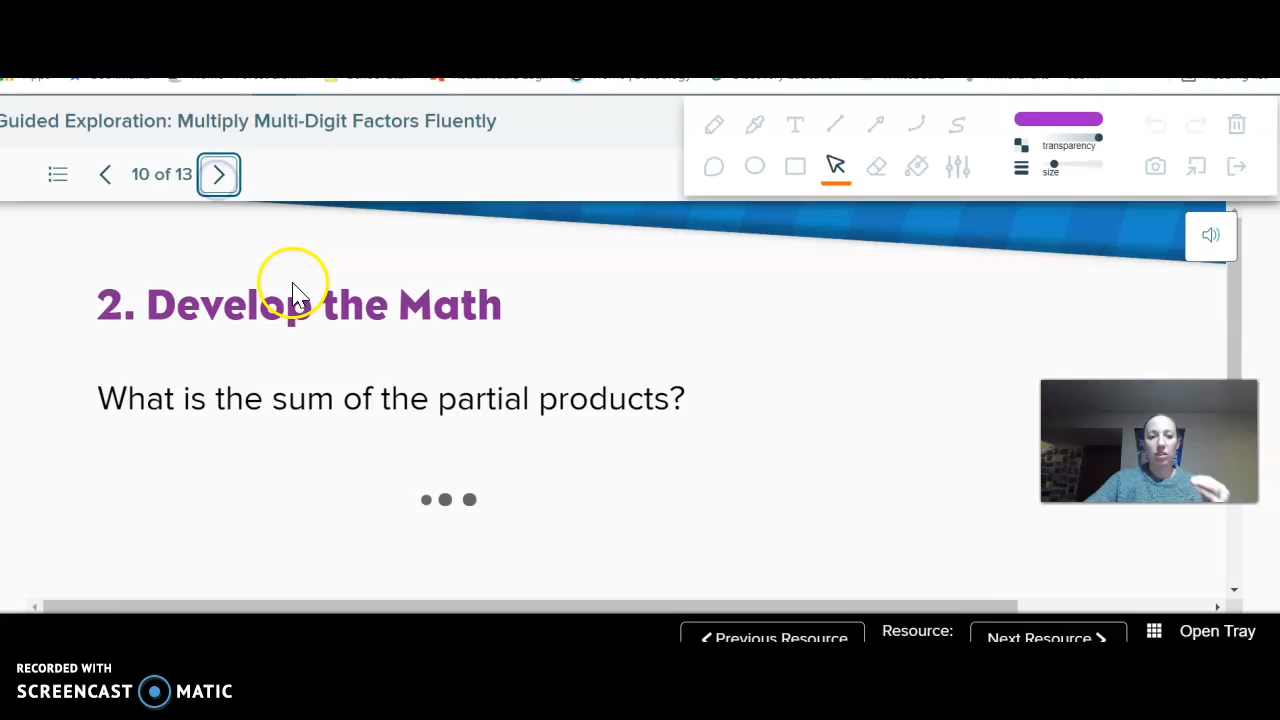 Guided Exploration: Multiply Multi-Digit Factors Fluently
10 of 13
transparency
size
2. Develop the Math
What is the sum of the partial products?
Previous Resource
Resource:
Next Resource
Open Tray
RECORDED WITH
SCREENCAST MATIC